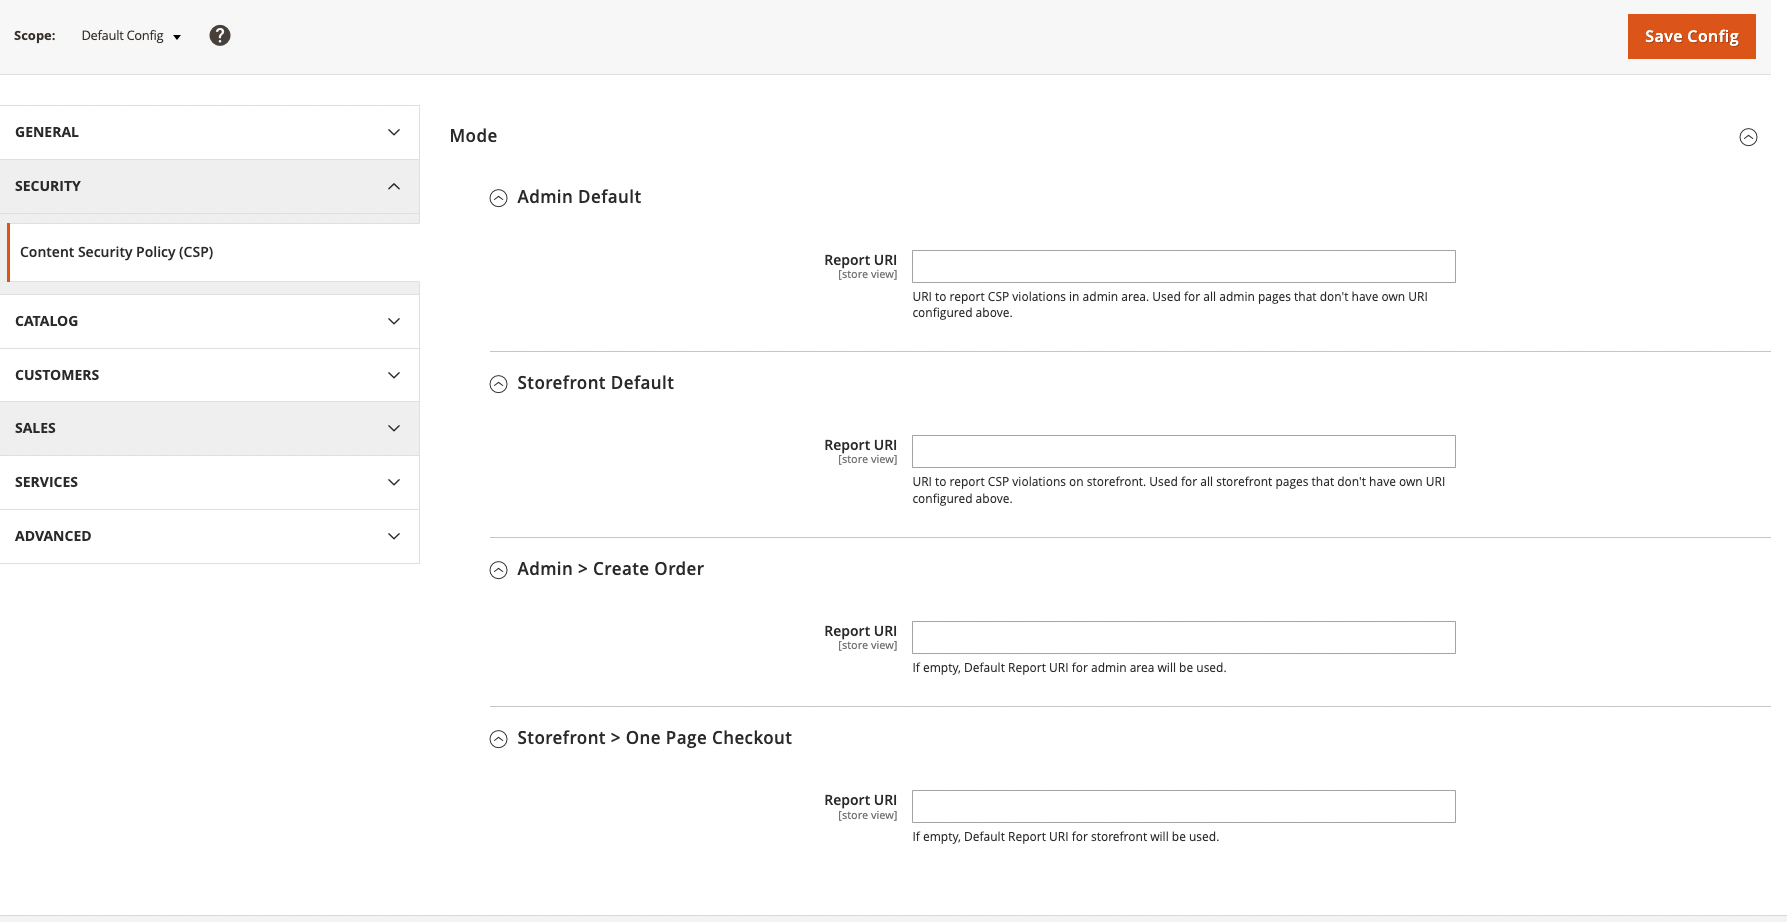 Scope: Default Config ?
Save Config
GENERAL
SECURITY
Content Security Policy (CSP)
CATALOG
CUSTOMERS
SALES
SERVICES
ADVANCED
Mode
Admin Default
Report URI
[store view]
URI to report CSP violations in admin area. Used for all admin pages that don't have own URI
configured above.
Storefront Default
Report URI
[store view]
URI to report CSP violations on storefront. Used for all storefront pages that don't have own URI
configured above.
Admin > Create Order
Report URI
[store view]
If empty, Default Report URI for admin area will be used.
Storefront > One Page Checkout
Report URI
[store view]
If empty, Default Report URI for storefront will be used.